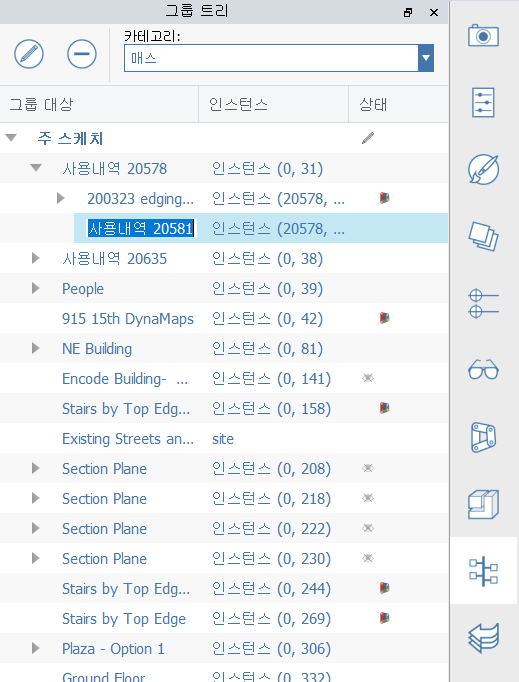 그룹 트리
카테고리:
매스
그룹 대상 인스턴스 상태
주 스케치
사용내역 20578 인스턴스 (0, 31)
200323 edging... 인스턴스 (20578, ...
사용내역 20581 인스턴스 (20578, ...
사용내역 20635 인스턴스 (0, 38)
People 인스턴스 (0, 39)
915 15th DynaMaps 인스턴스 (0, 42)
NE Building 인스턴스 (0, 81)
Encode Building- ... 인스턴스 (0, 141)
Stairs by Top Edg... 인스턴스 (0, 158)
Existing Streets an... site
Section Plane 인스턴스 (0, 208)
Section Plane 인스턴스 (0, 218)
Section Plane 인스턴스 (0, 222)
Section Plane 인스턴스 (0, 230)
Stairs by Top Edg... 인스턴스 (0, 244)
Stairs by Top Edge 인스턴스 (0, 269)
Plaza - Option 1 인스턴스 (0, 306)
Ground Floor 인스턴스 (0, 332)